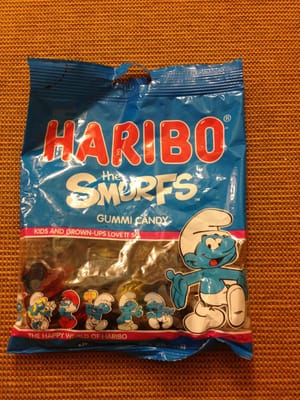 HARIBO®
the
SMURFS
GUMMI CANDY
KIDS AND GROWN-UPS LOVE IT SO
THE HAPPY WORLD OF HARIBO